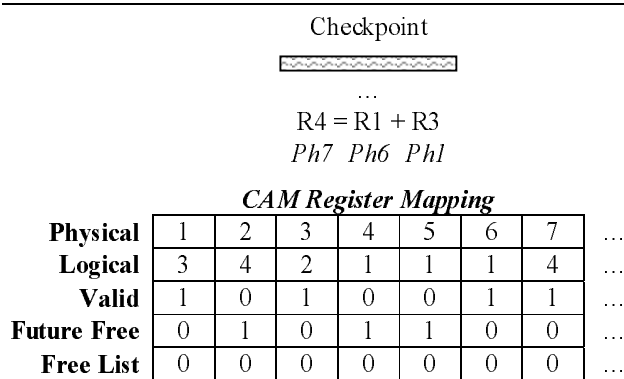 Checkpoint
…
R4 = R1 + R3
Ph7 Ph6 Ph1
CAM Register Mapping
Physical 1 2 3 4 5 6 7 …
Logical 3 4 2 1 1 1 4 …
Valid 1 0 1 0 0 1 1 …
Future Free 0 1 0 1 1 0 0 …
Free List 0 0 0 0 0 0 0 …